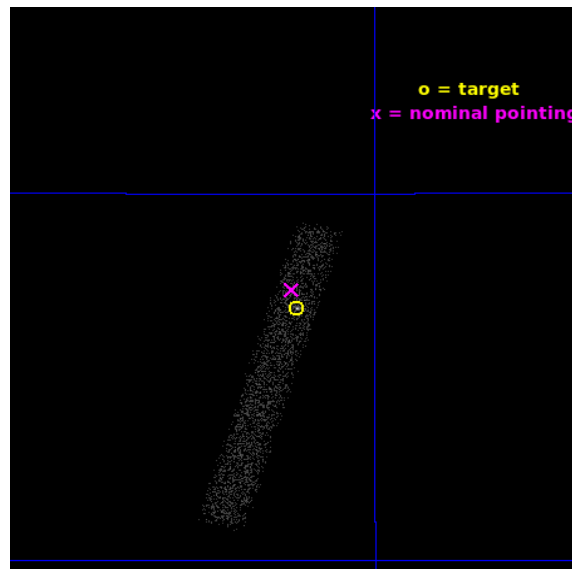 o = target
x = nominal pointing